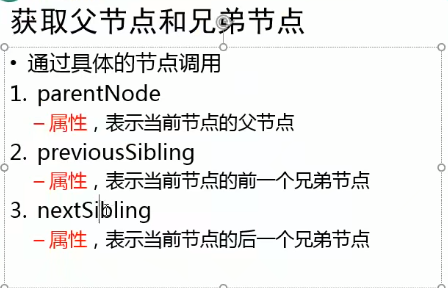 获取父节点和兄弟节点
• 通过具体的节点调用
1. parentNode
– 属性，表示当前节点的父节点
2. previousSibling
– 属性，表示当前节点的前一个兄弟节点
3. nextSibling
– 属性，表示当前节点的后一个兄弟节点